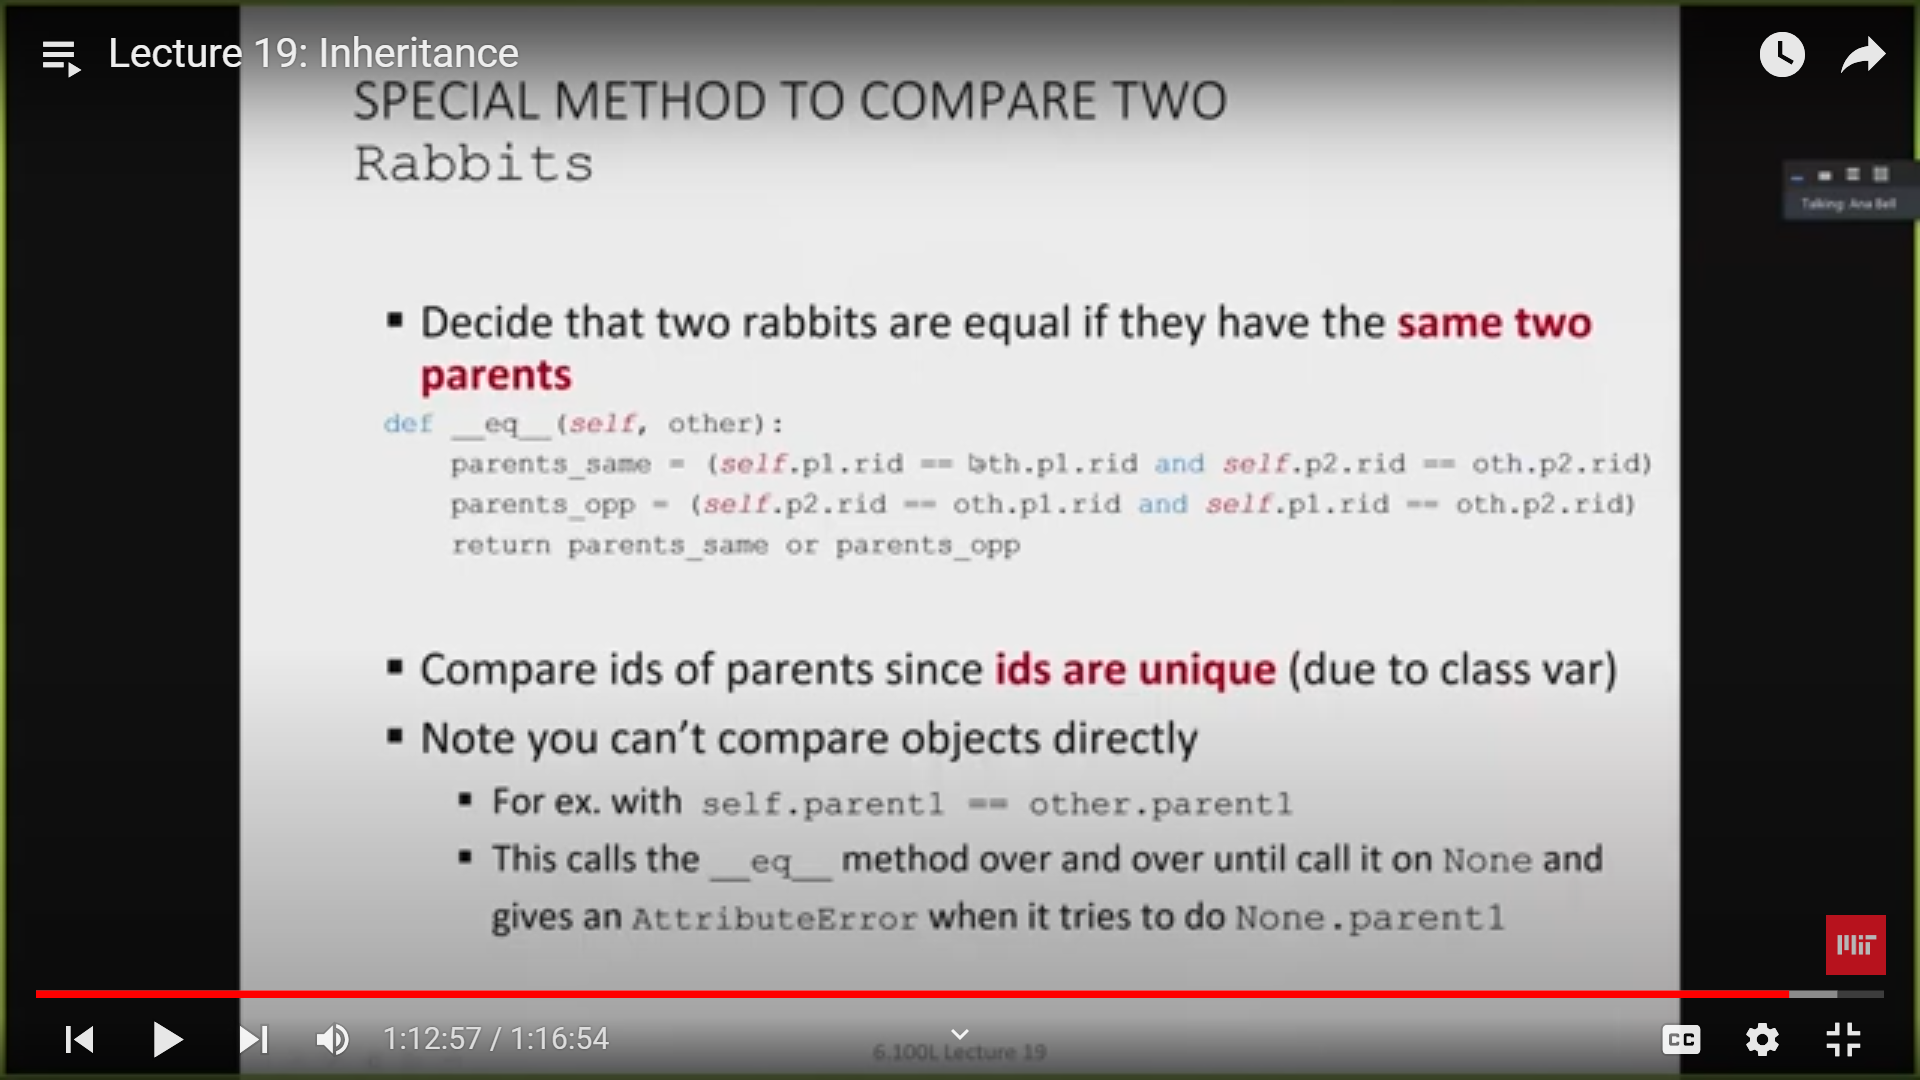 Lecture 19: Inheritance
SPECIAL METHOD TO COMPARE TWO
Rabbits
Talking: Ana Bell
▪ Decide that two rabbits are equal if they have the same two
parents
def __eq__(self, other):
parents_same = (self.p1.rid == oth.p1.rid and self.p2.rid == oth.p2.rid)
parents_opp = (self.p2.rid == oth.p1.rid and self.p1.rid == oth.p2.rid)
return parents_same or parents_opp
▪ Compare ids of parents since ids are unique (due to class var)
▪ Note you can’t compare objects directly
▪ For ex. with self.parent1 == other.parent1
▪ This calls the __eq__ method over and over until call it on None and
gives an AttributeError when it tries to do None.parent1
MIT
1:12:57 / 1:16:54
CC
6.100L Lecture 19